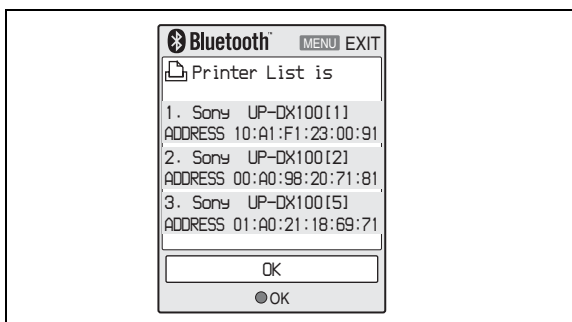 Bluetooth™ MENU EXIT
Printer List is
1. Sony UP-DX100[1]
ADDRESS 10:A1:F1:23:00:91
2. Sony UP-DX100[2]
ADDRESS 00:A0:98:20:71:81
3. Sony UP-DX100[5]
ADDRESS 01:A0:21:18:69:71
OK
OK